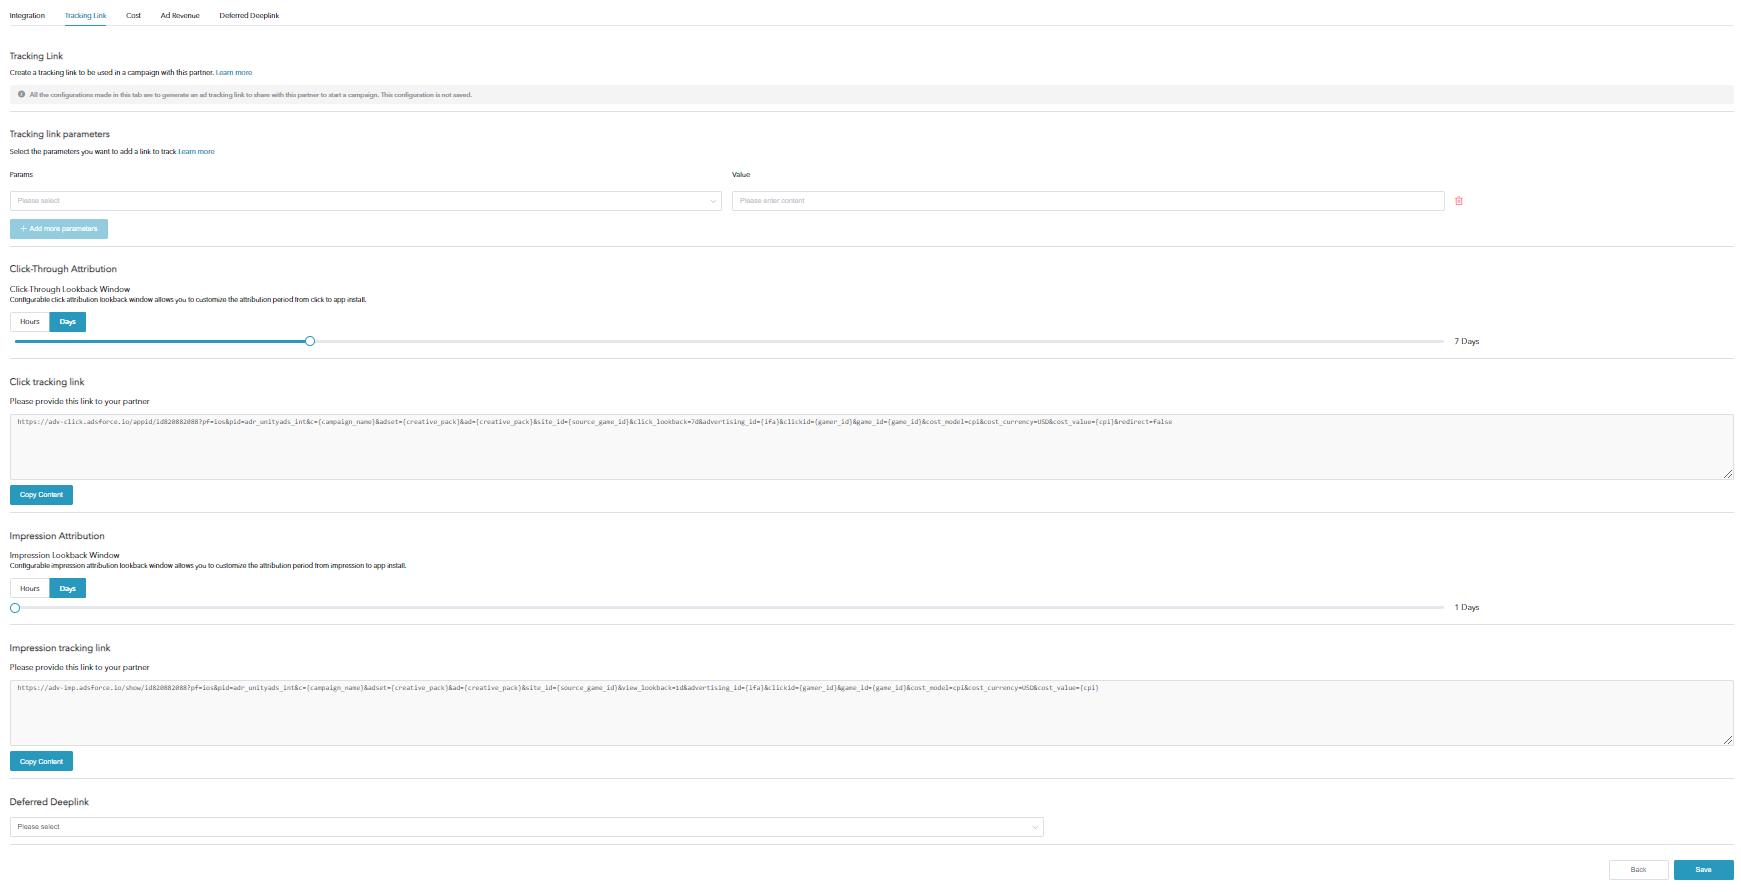 Integration Tracking Link Cost Ad Revenue Deferred Deeplink
Tracking Link
Create a tracking link to be used in a campaign with this partner. Learn more
All the configurations made in this tab are to generate an ad tracking link to share with this partner to start a campaign. This configuration is not saved.
Tracking link parameters
Select the parameters you want to add a link to track Learn more
Params Value
Please select Please enter content
+ Add more parameters
Click-Through Attribution
Click-Through Lookback Window
Configurable click attribution lookback window allows you to customize the attribution period from click to app install.
Hours Days
7 Days
Click tracking link
Please provide this link to your partner
https://adv-click.adsforce.io/appid/id820882088?pf=ios&pid=adr_unityads_int&c={campaign_name}&adset={creative_pack}&ad={creative_pack}&site_id={source_game_id}&click_lookback=7d&advertising_id={ifa}&clickid={gamer_id}&game_id={game_id}&cost_model=cpi&cost_currency=USD&cost_value={cpi}&redirect=false
Copy Content
Impression Attribution
Impression Lookback Window
Configurable impression attribution lookback window allows you to customize the attribution period from impression to app install.
Hours Days
1 Days
Impression tracking link
Please provide this link to your partner
https://adv-imp.adsforce.io/show/id820882088?pf=ios&pid=adr_unityads_int&c={campaign_name}&adset={creative_pack}&ad={creative_pack}&site_id={source_game_id}&view_lookback=1d&advertising_id={ifa}&clickid={gamer_id}&game_id={game_id}&cost_model=cpi&cost_currency=USD&cost_value={cpi}
Copy Content
Deferred Deeplink
Please select
Back Save